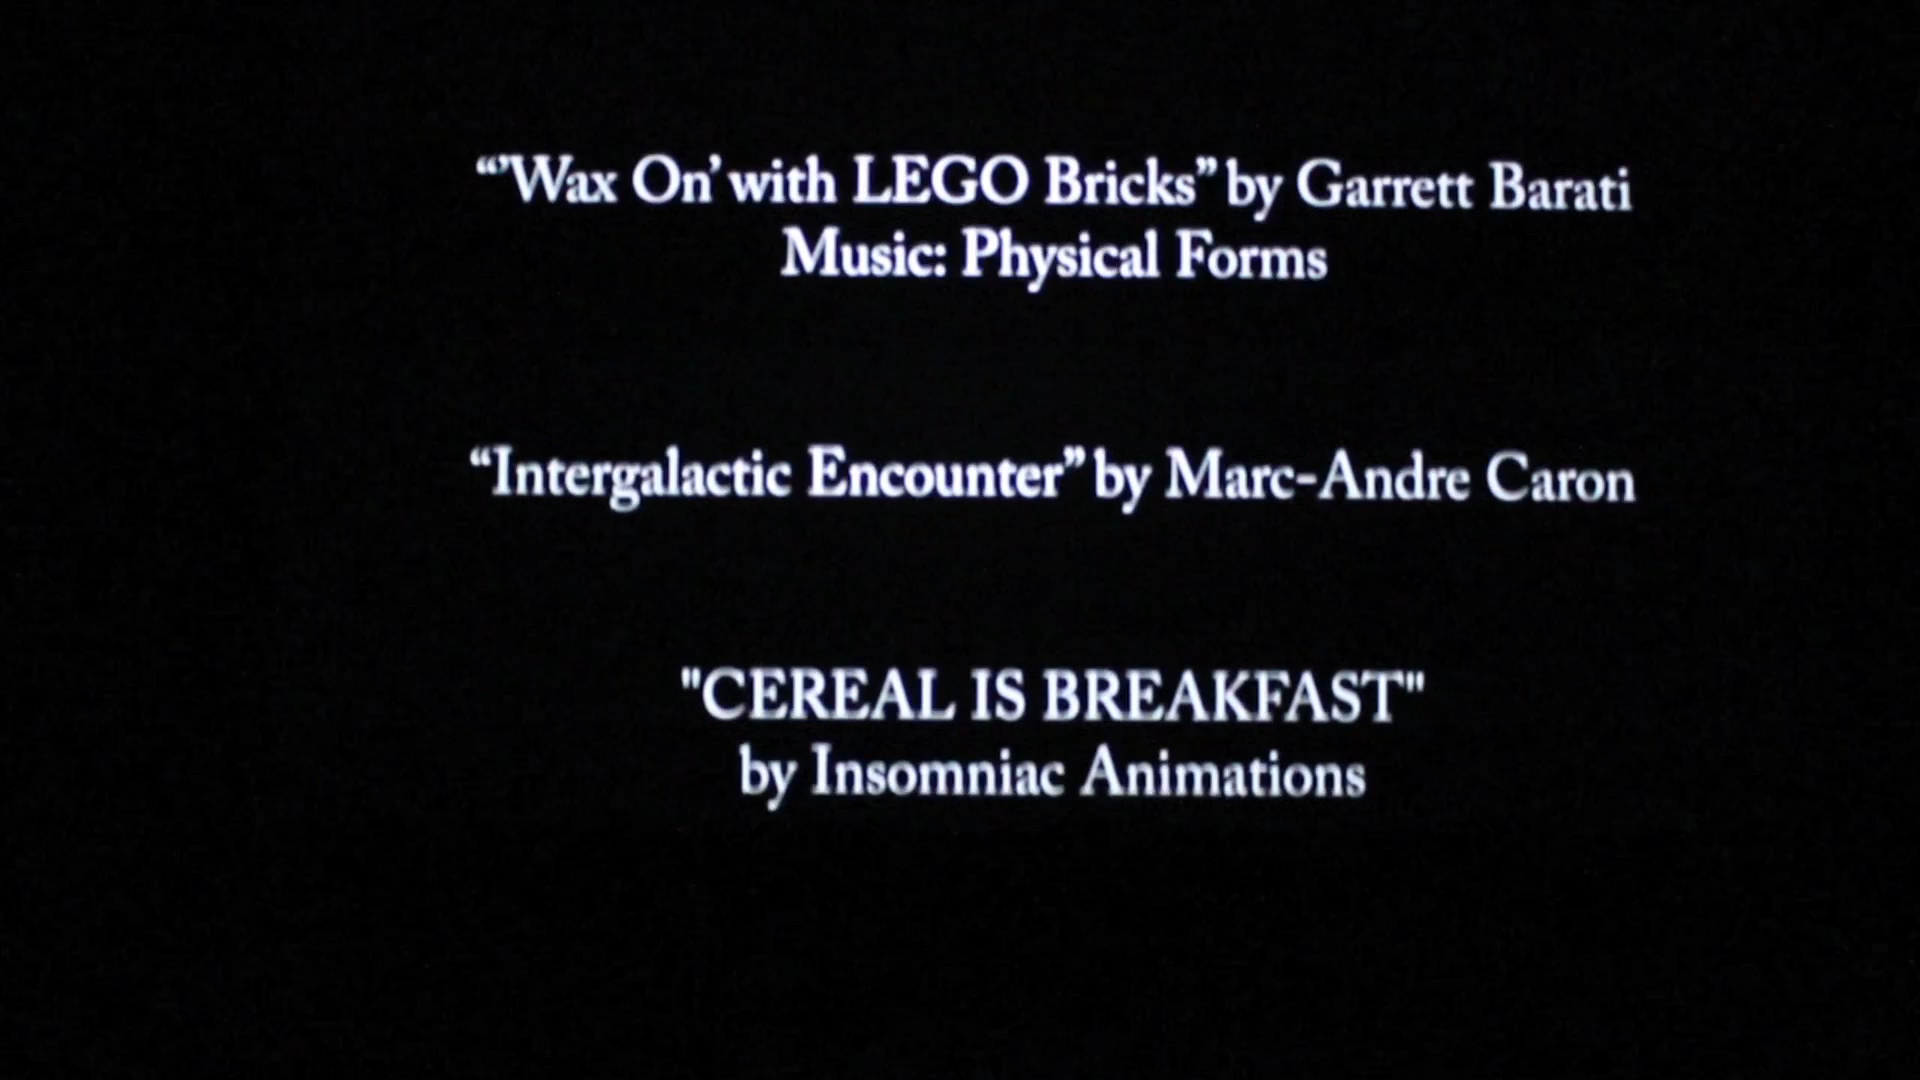 “’Wax On’ with LEGO Bricks” by Garrett Barati
Music: Physical Forms
“Intergalactic Encounter” by Marc-Andre Caron
"CEREAL IS BREAKFAST"
by Insomniac Animations